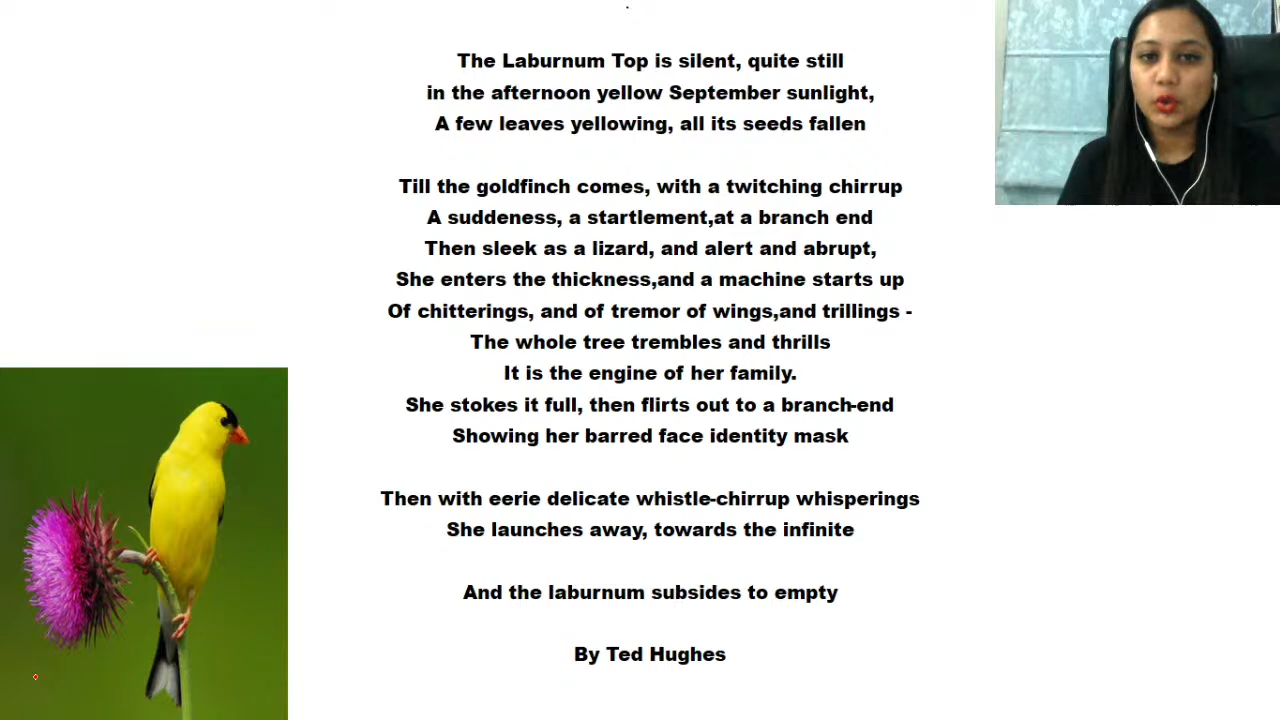 The Laburnum Top is silent, quite still
in the afternoon yellow September sunlight,
A few leaves yellowing, all its seeds fallen
Till the goldfinch comes, with a twitching chirrup
A suddeness, a startlement,at a branch end
Then sleek as a lizard, and alert and abrupt,
She enters the thickness,and a machine starts up
Of chitterings, and of tremor of wings,and trillings -
The whole tree trembles and thrills
It is the engine of her family.
She stokes it full, then flirts out to a branch-end
Showing her barred face identity mask
Then with eerie delicate whistle-chirrup whisperings
She launches away, towards the infinite
And the laburnum subsides to empty
By Ted Hughes